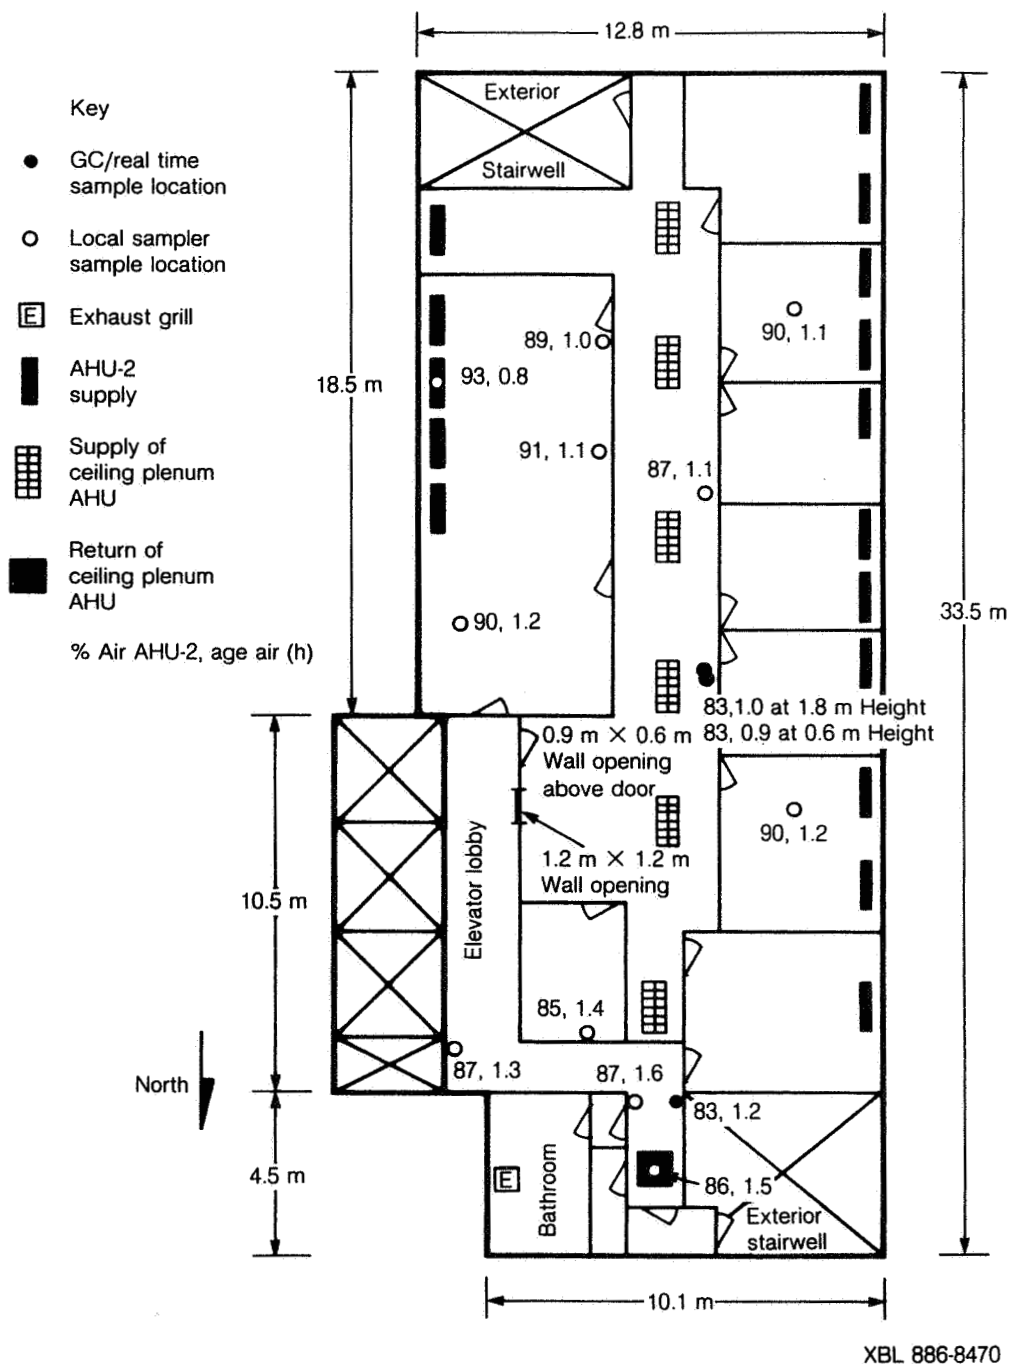 12.8 m
Key
GC/real time
sample location
Local sampler
sample location
E
Exhaust grill
AHU-2
supply
Supply of
ceiling plenum
AHU
Return of
ceiling plenum
AHU
% Air AHU-2, age air (h)
Exterior
Stairwell
18.5 m
89, 1.0
93, 0.8
91, 1.1
90, 1.2
90, 1.1
87, 1.1
33.5 m
83,1.0 at 1.8 m Height
83, 0.9 at 0.6 m Height
0.9 m × 0.6 m
Wall opening
above door
1.2 m × 1.2 m
Wall opening
90, 1.2
Elevator lobby
10.5 m
85, 1.4
87, 1.3
87, 1.6
83, 1.2
North
4.5 m
E
Bathroom
86, 1.5
Exterior
stairwell
10.1 m
XBL 886-8470